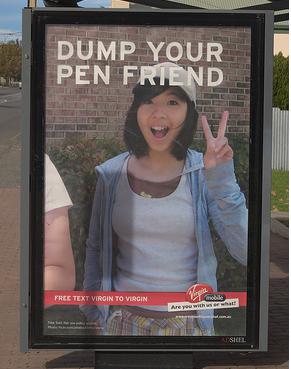 DUMP YOUR
PEN FRIEND
FREE TEXT VIRGIN TO VIRGIN
Virgin mobile
Are you with us or what?
ADSHEL